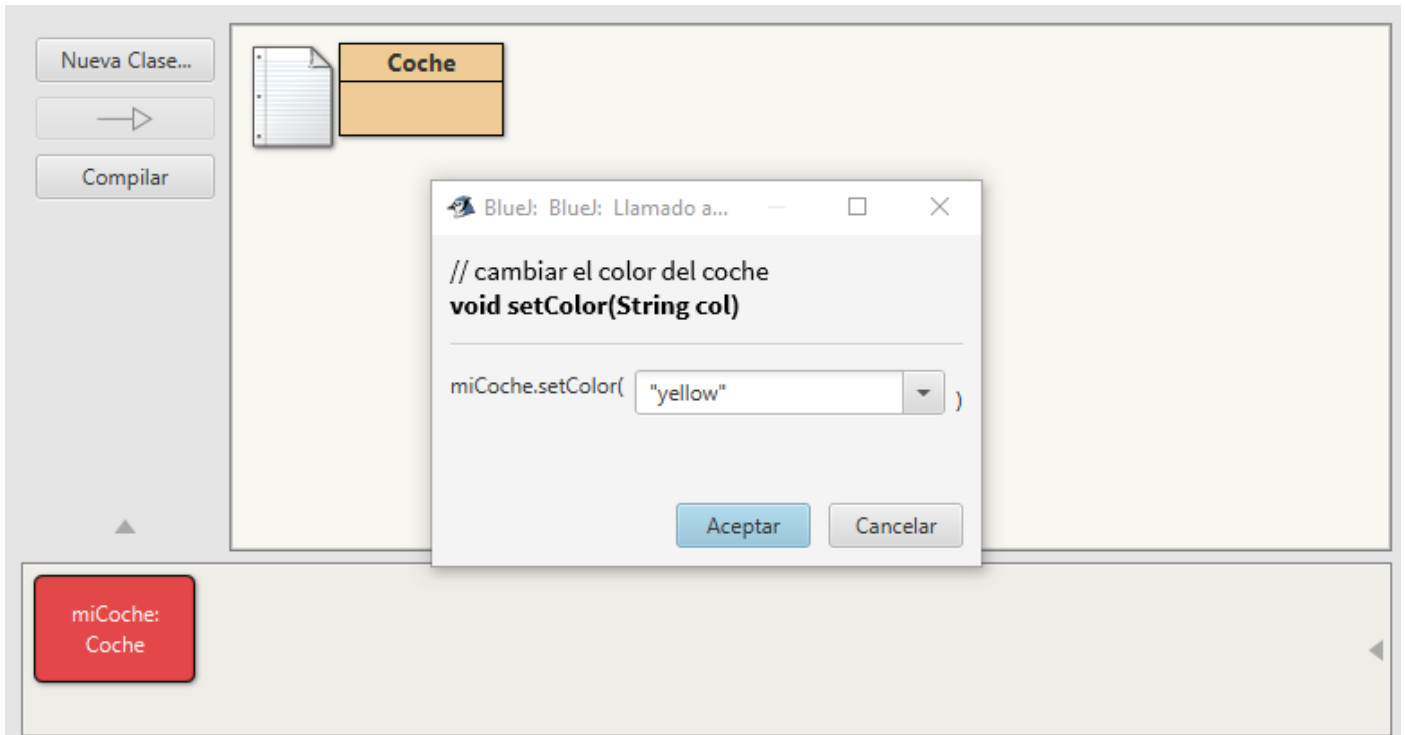 Nueva Clase...
Compilar
Coche
BlueJ: BlueJ: Llamado a...
// cambiar el color del coche
void setColor(String col)
miCoche.setColor( "yellow" )
Aceptar
Cancelar
miCoche:
Coche